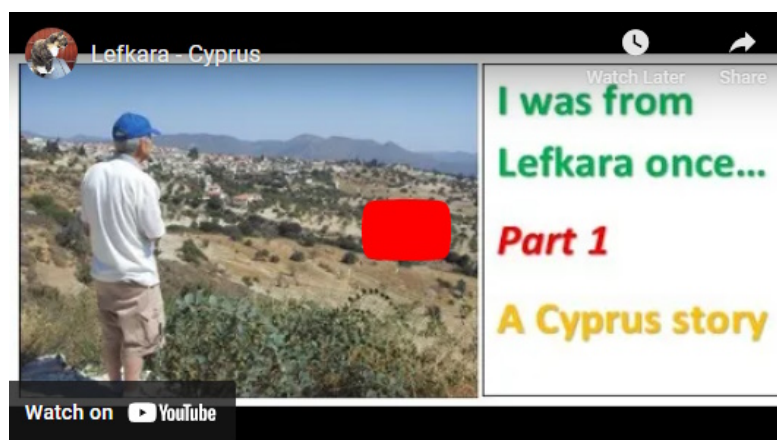 Lefkara - Cyprus
Watch Later
Share
I was from
Lefkara once...
Part 1
A Cyprus story
Watch on YouTube